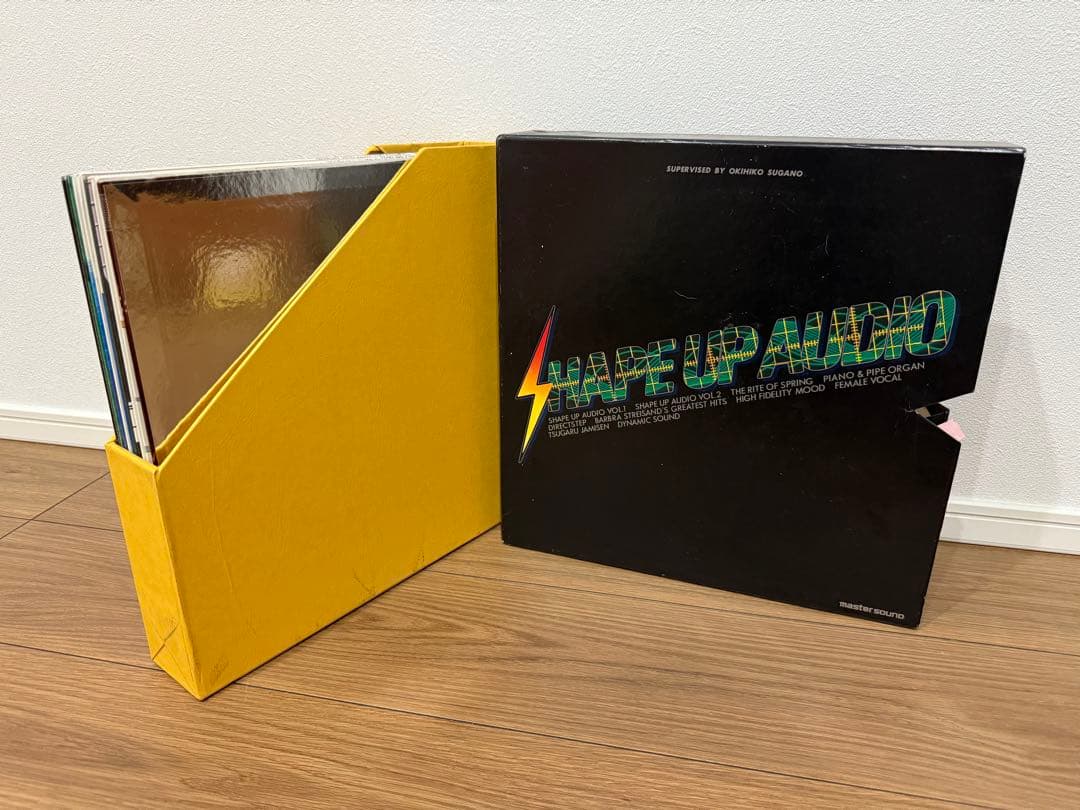 SUPERVISED BY OKIHIKO SUGANO
SHAPE UP AUDIO
SHAPE UP AUDIO VOL.1 SHAPE UP AUDIO VOL.2 THE RITE OF SPRING PIANO & PIPE ORGAN
DIRECTSTEP BARBRA STREISAND'S GREATEST HITS HIGH FIDELITY MOOD FEMALE VOCAL
TSUGARU JAMISEN DYNAMIC SOUND
mastersound